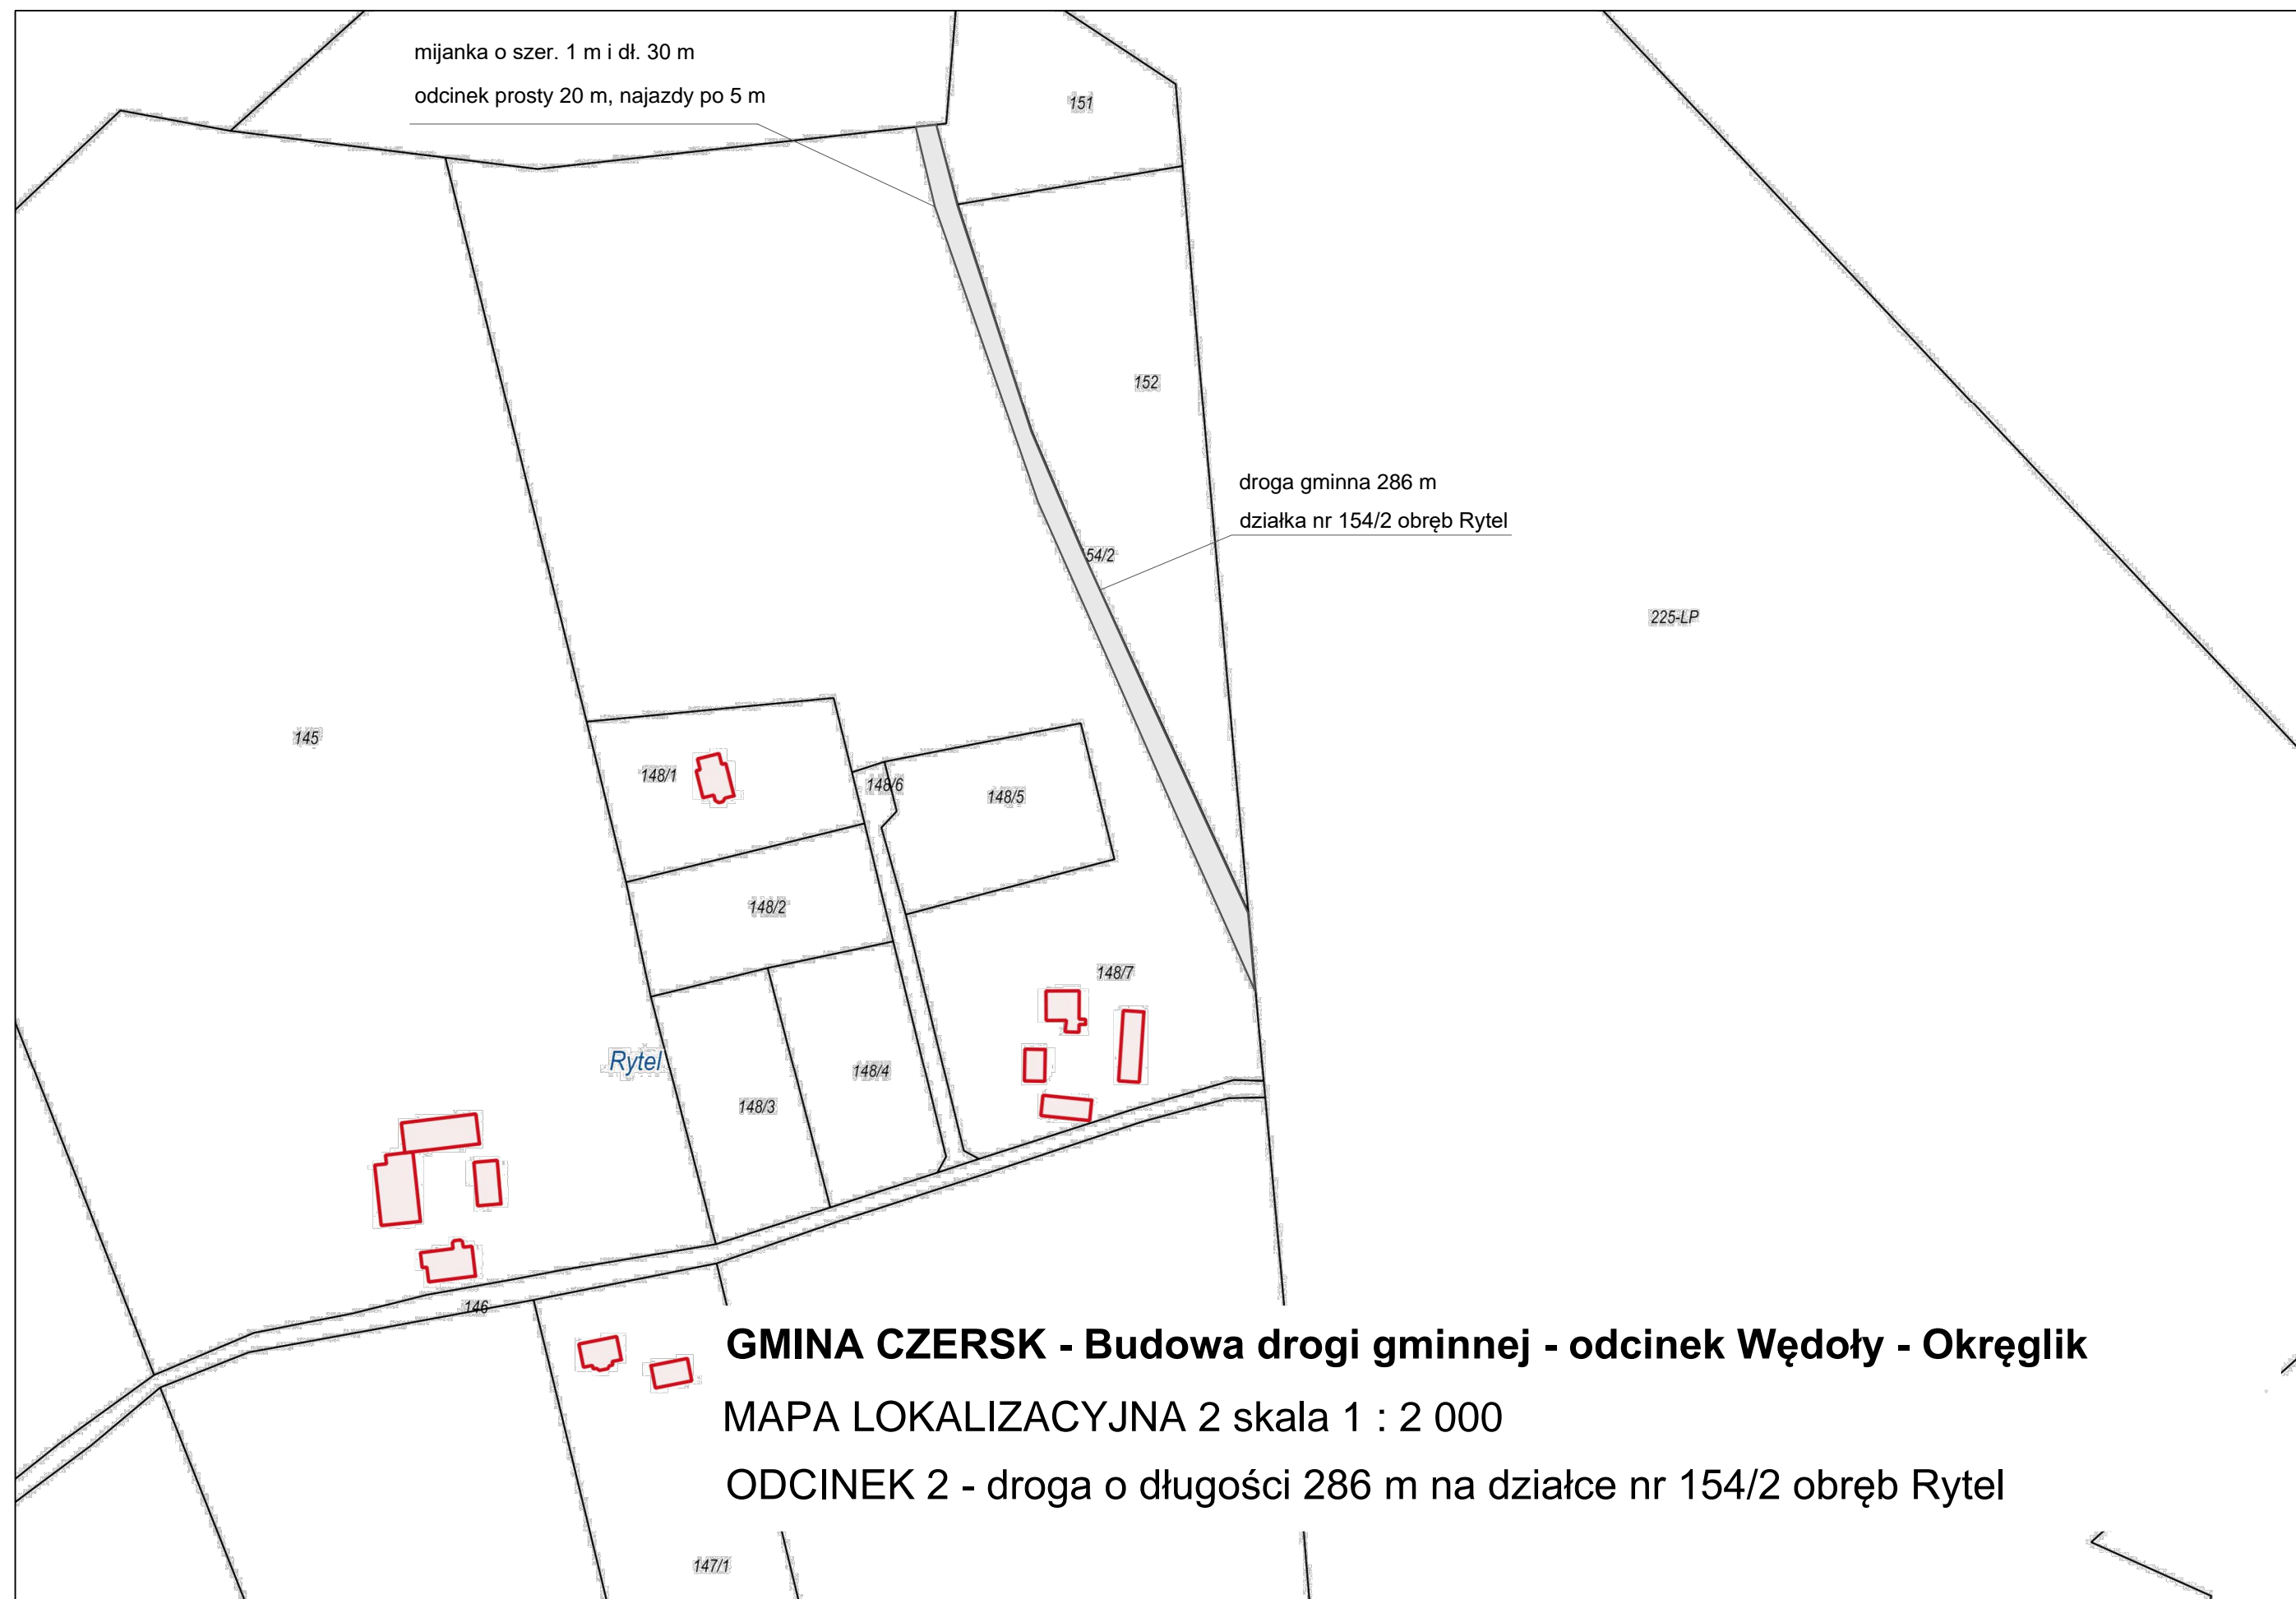 mijanka o szer. 1 m i dł. 30 m
odcinek prosty 20 m, najazdy po 5 m
151
152
droga gminna 286 m
działka nr 154/2 obręb Rytel
54/2
225-LP
145
148/1
148/6
148/5
148/2
148/7
Rytel
148/4
148/3
146
GMINA CZERSK - Budowa drogi gminnej - odcinek Wędoły - Okręglik
MAPA LOKALIZACYJNA 2 skala 1 : 2 000
ODCINEK 2 - droga o długości 286 m na działce nr 154/2 obręb Rytel
147/1